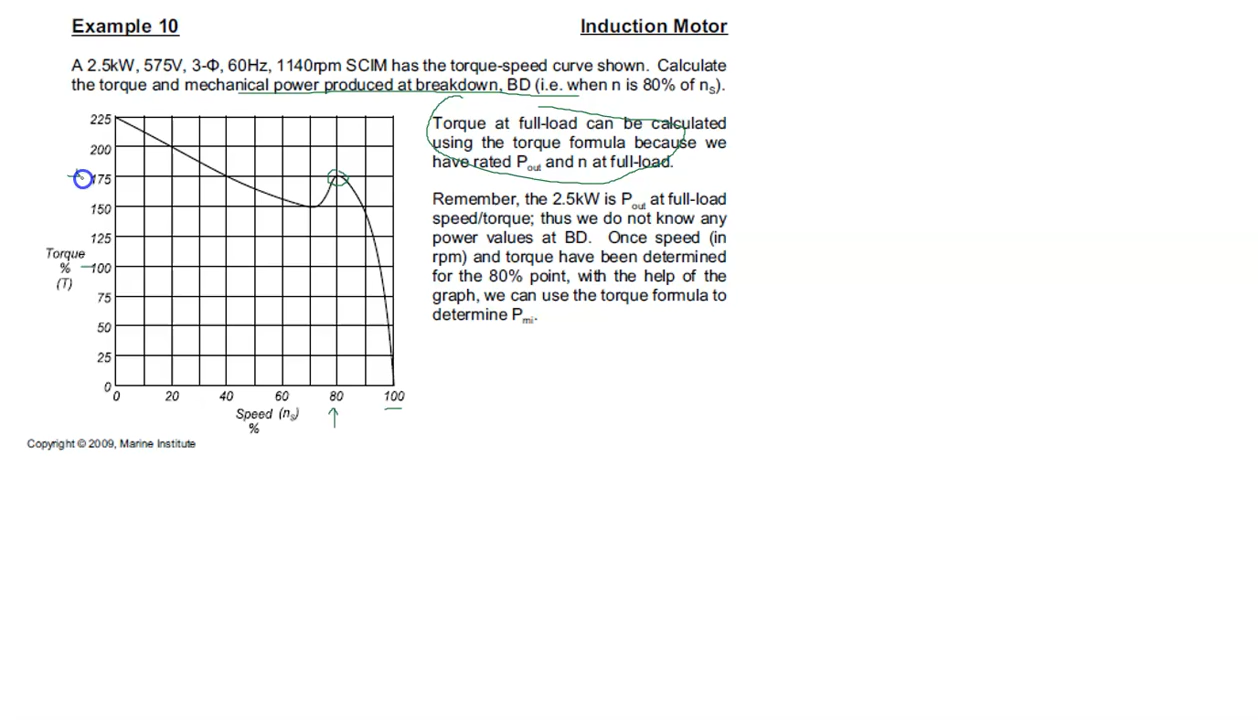 Example 10
Induction Motor
A 2.5kW, 575V, 3-Φ, 60Hz, 1140rpm SCIM has the torque-speed curve shown. Calculate
the torque and mechanical power produced at breakdown, BD (i.e. when n is 80% of ns).
225
200
175
150
125
100
75
50
25
0
Torque
%
(T)
0 20 40 60 80 100
Speed (ns)
%
Torque at full-load can be calculated
using the torque formula because we
have rated Pout and n at full-load.
Remember, the 2.5kW is Pout at full-load
speed/torque; thus we do not know any
power values at BD. Once speed (in
rpm) and torque have been determined
for the 80% point, with the help of the
graph, we can use the torque formula to
determine Pmi.
Copyright © 2009, Marine Institute